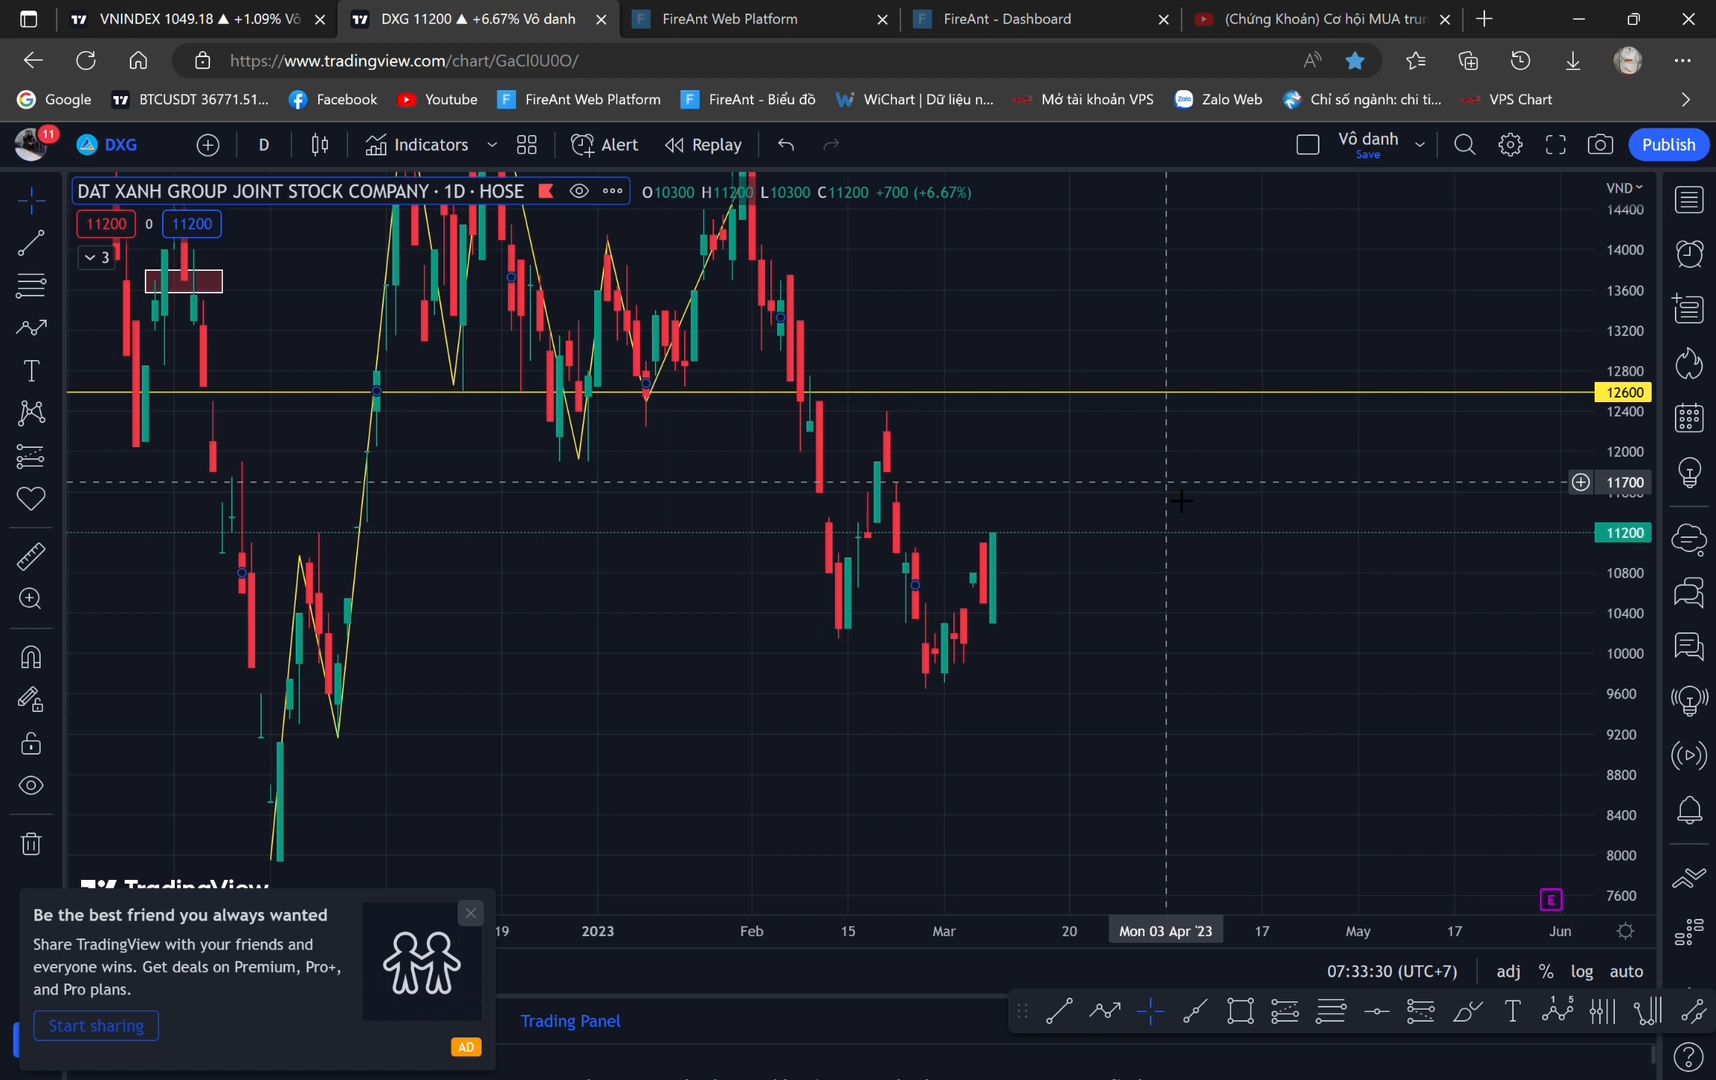 VNINDEX 1049.18 ▲ +1.09% Vô
DXG 11200 ▲ +6.67% Vô danh
FireAnt Web Platform
FireAnt - Dashboard
(Chứng Khoán) Cơ hội MUA trun
https://www.tradingview.com/chart/GaCl0U0O/
Google
BTCUSDT 36771.51...
Facebook
Youtube
FireAnt Web Platform
FireAnt - Biểu đồ
WiChart | Dữ liệu n...
Mở tài khoản VPS
Zalo Web
Chỉ số ngành: chi ti...
VPS Chart
11
DXG
D
Indicators
Alert
Replay
Vô danh
Save
Publish
DAT XANH GROUP JOINT STOCK COMPANY · 1D · HOSE
O10300 H11200 L10300 C11200 +700 (+6.67%)
VND
11200
0
11200
3
14400
14000
13600
13200
12800
12600
12400
12000
11700
11200
10800
10400
10000
9600
9200
8800
8400
8000
7600
TradingView
E
19
2023
Feb
15
Mar
20
Mon 03 Apr '23
17
May
17
Jun
Be the best friend you always wanted
Share TradingView with your friends and
everyone wins. Get deals on Premium, Pro+,
and Pro plans.
Start sharing
AD
07:33:30 (UTC+7)
adj
%
log
auto
Trading Panel